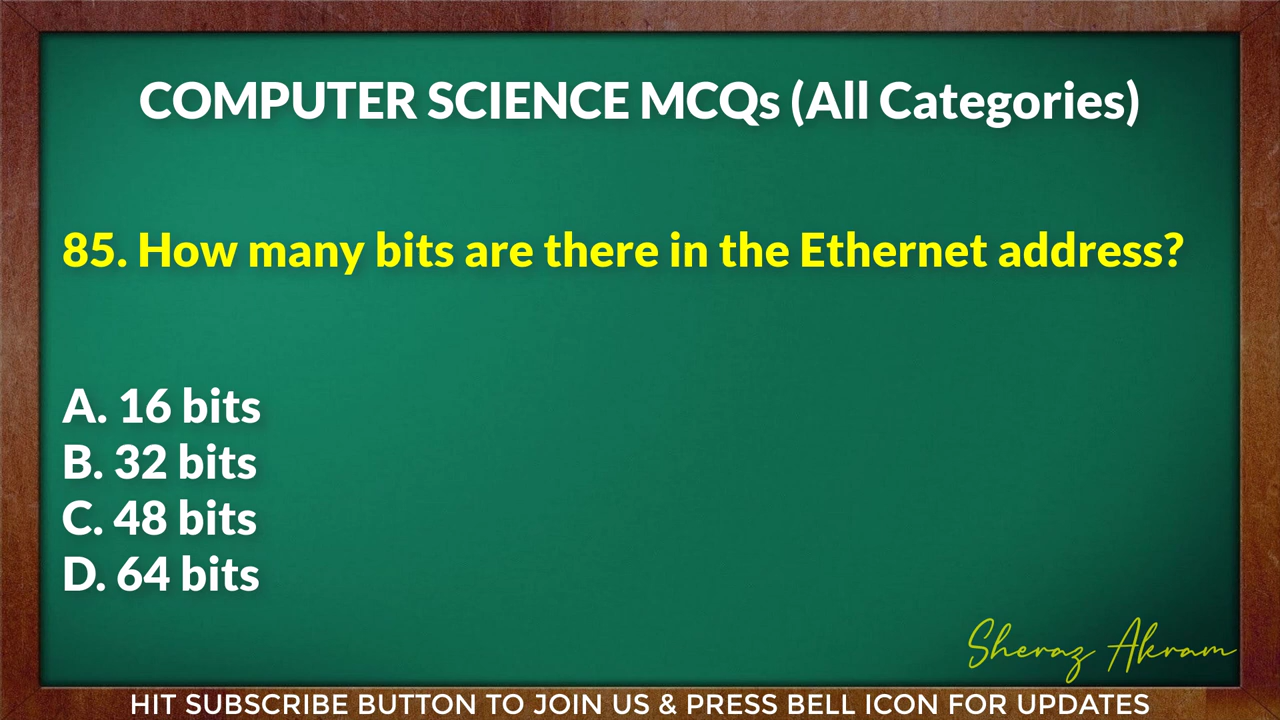 COMPUTER SCIENCE MCQs (All Categories)
85. How many bits are there in the Ethernet address?
A. 16 bits
B. 32 bits
C. 48 bits
D. 64 bits
Sheraz Akram
HIT SUBSCRIBE BUTTON TO JOIN US & PRESS BELL ICON FOR UPDATES